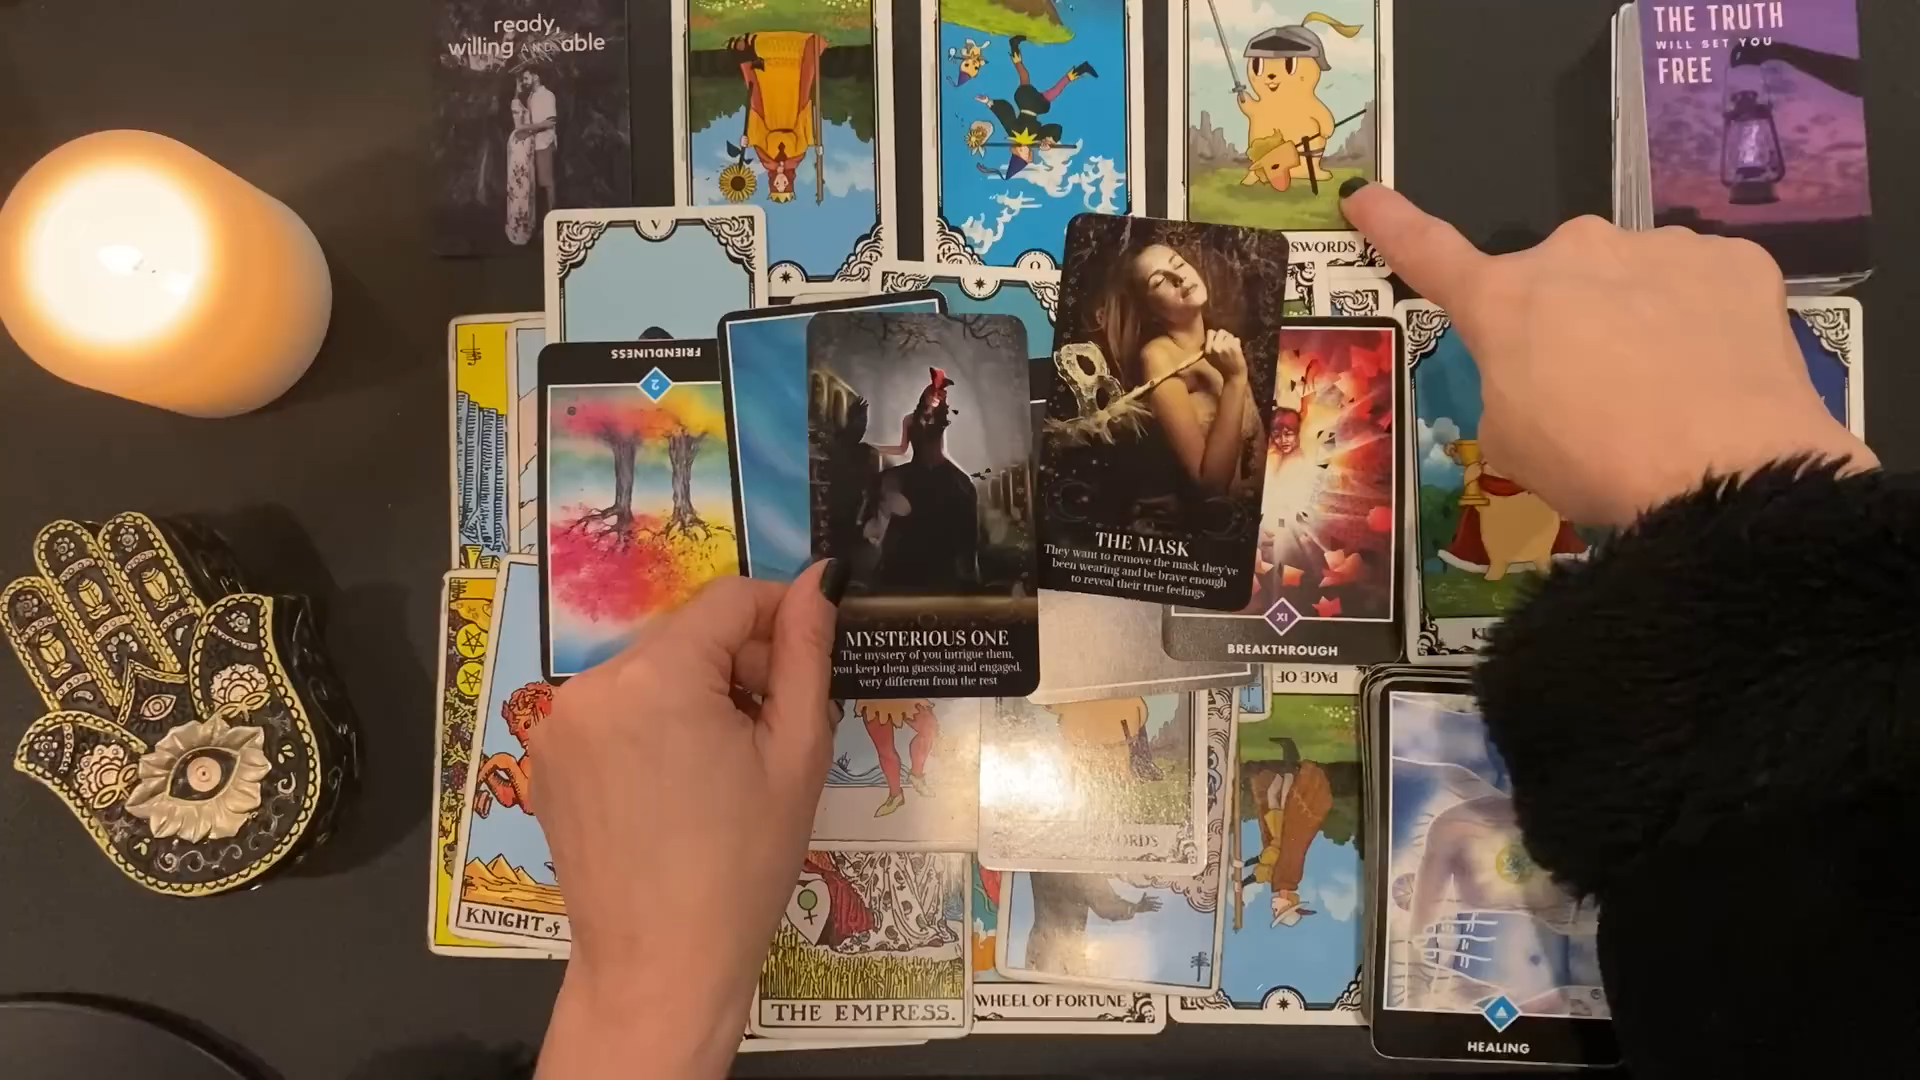 ready,
willing AND able
THE TRUTH
WILL SET YOU
FREE
V
0
SWORDS
FRIENDLINESS
2
THE MASK
They want to remove the mask they've
been wearing and be brave enough
to reveal their true feelings
MYSTERIOUS ONE
The mystery of you intrigue them,
you keep them guessing and engaged,
very different from the rest
XI
BREAKTHROUGH
PAGE OF
KNIGHT of
THE EMPRESS.
WHEEL OF FORTUNE
HEALING